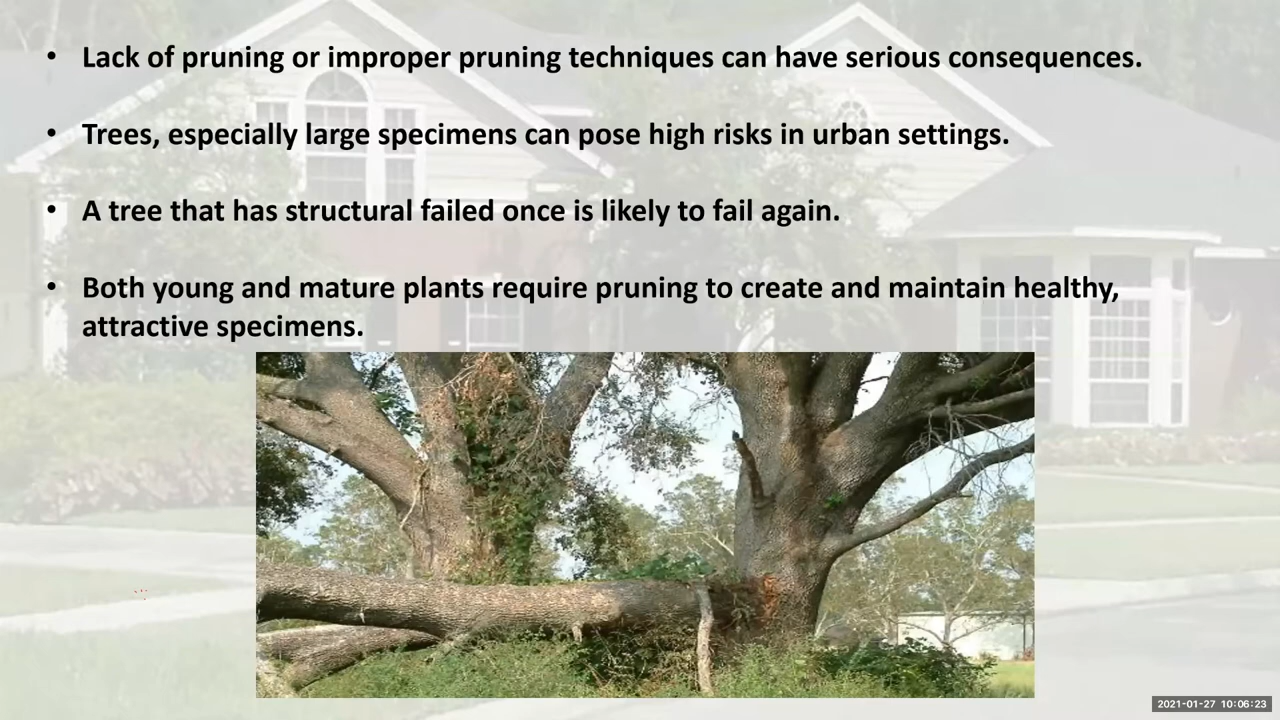 • Lack of pruning or improper pruning techniques can have serious consequences.
• Trees, especially large specimens can pose high risks in urban settings.
• A tree that has structural failed once is likely to fail again.
• Both young and mature plants require pruning to create and maintain healthy,
attractive specimens.
2021-01-27 10:06:23